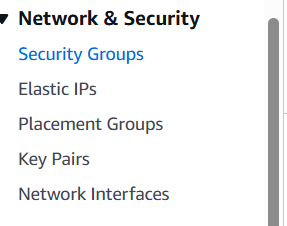 Network & Security
Security Groups
Elastic IPs
Placement Groups
Key Pairs
Network Interfaces